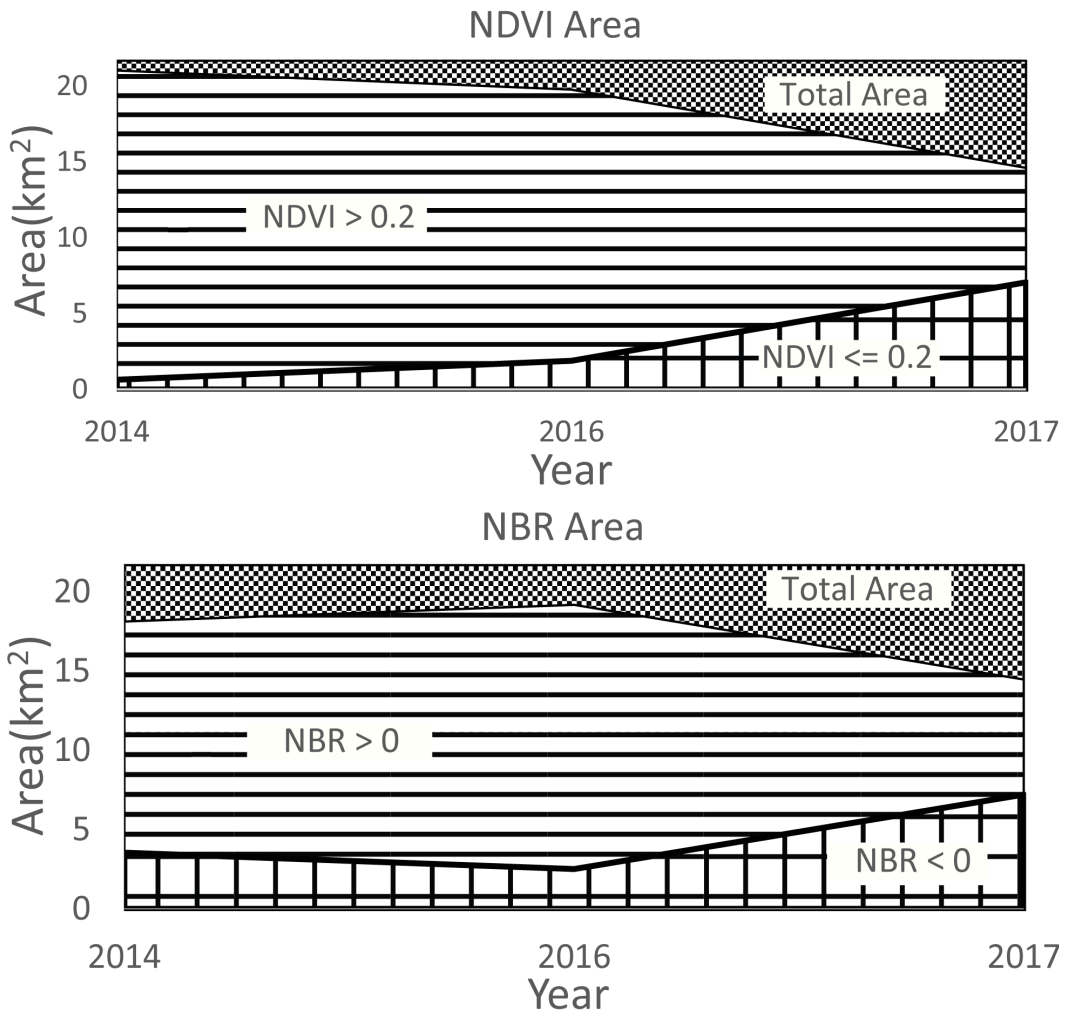 NDVI Area
Area(km²)
20
15
10
5
0
Total Area
NDVI > 0.2
NDVI <= 0.2
2014 2016 2017
Year
NBR Area
Area(km²)
20
15
10
5
0
Total Area
NBR > 0
NBR < 0
2014 2016 2017
Year